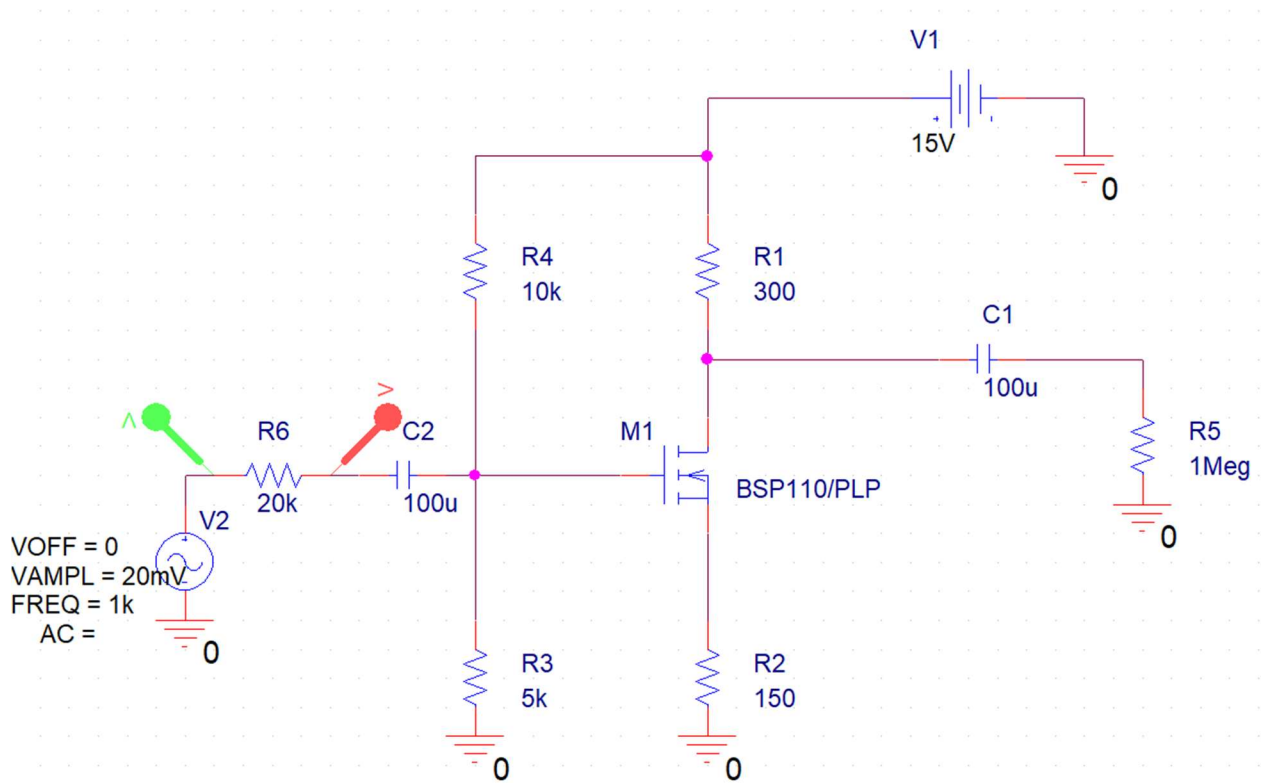 V1
15V
0
R4
10k
R1
300
C1
100u
R5
1Meg
0
V
V
R6
20k
C2
100u
M1
BSP110/PLP
V2
VOFF = 0
VAMPL = 20mV
FREQ = 1k
AC =
0
R3
5k
0
R2
150
0